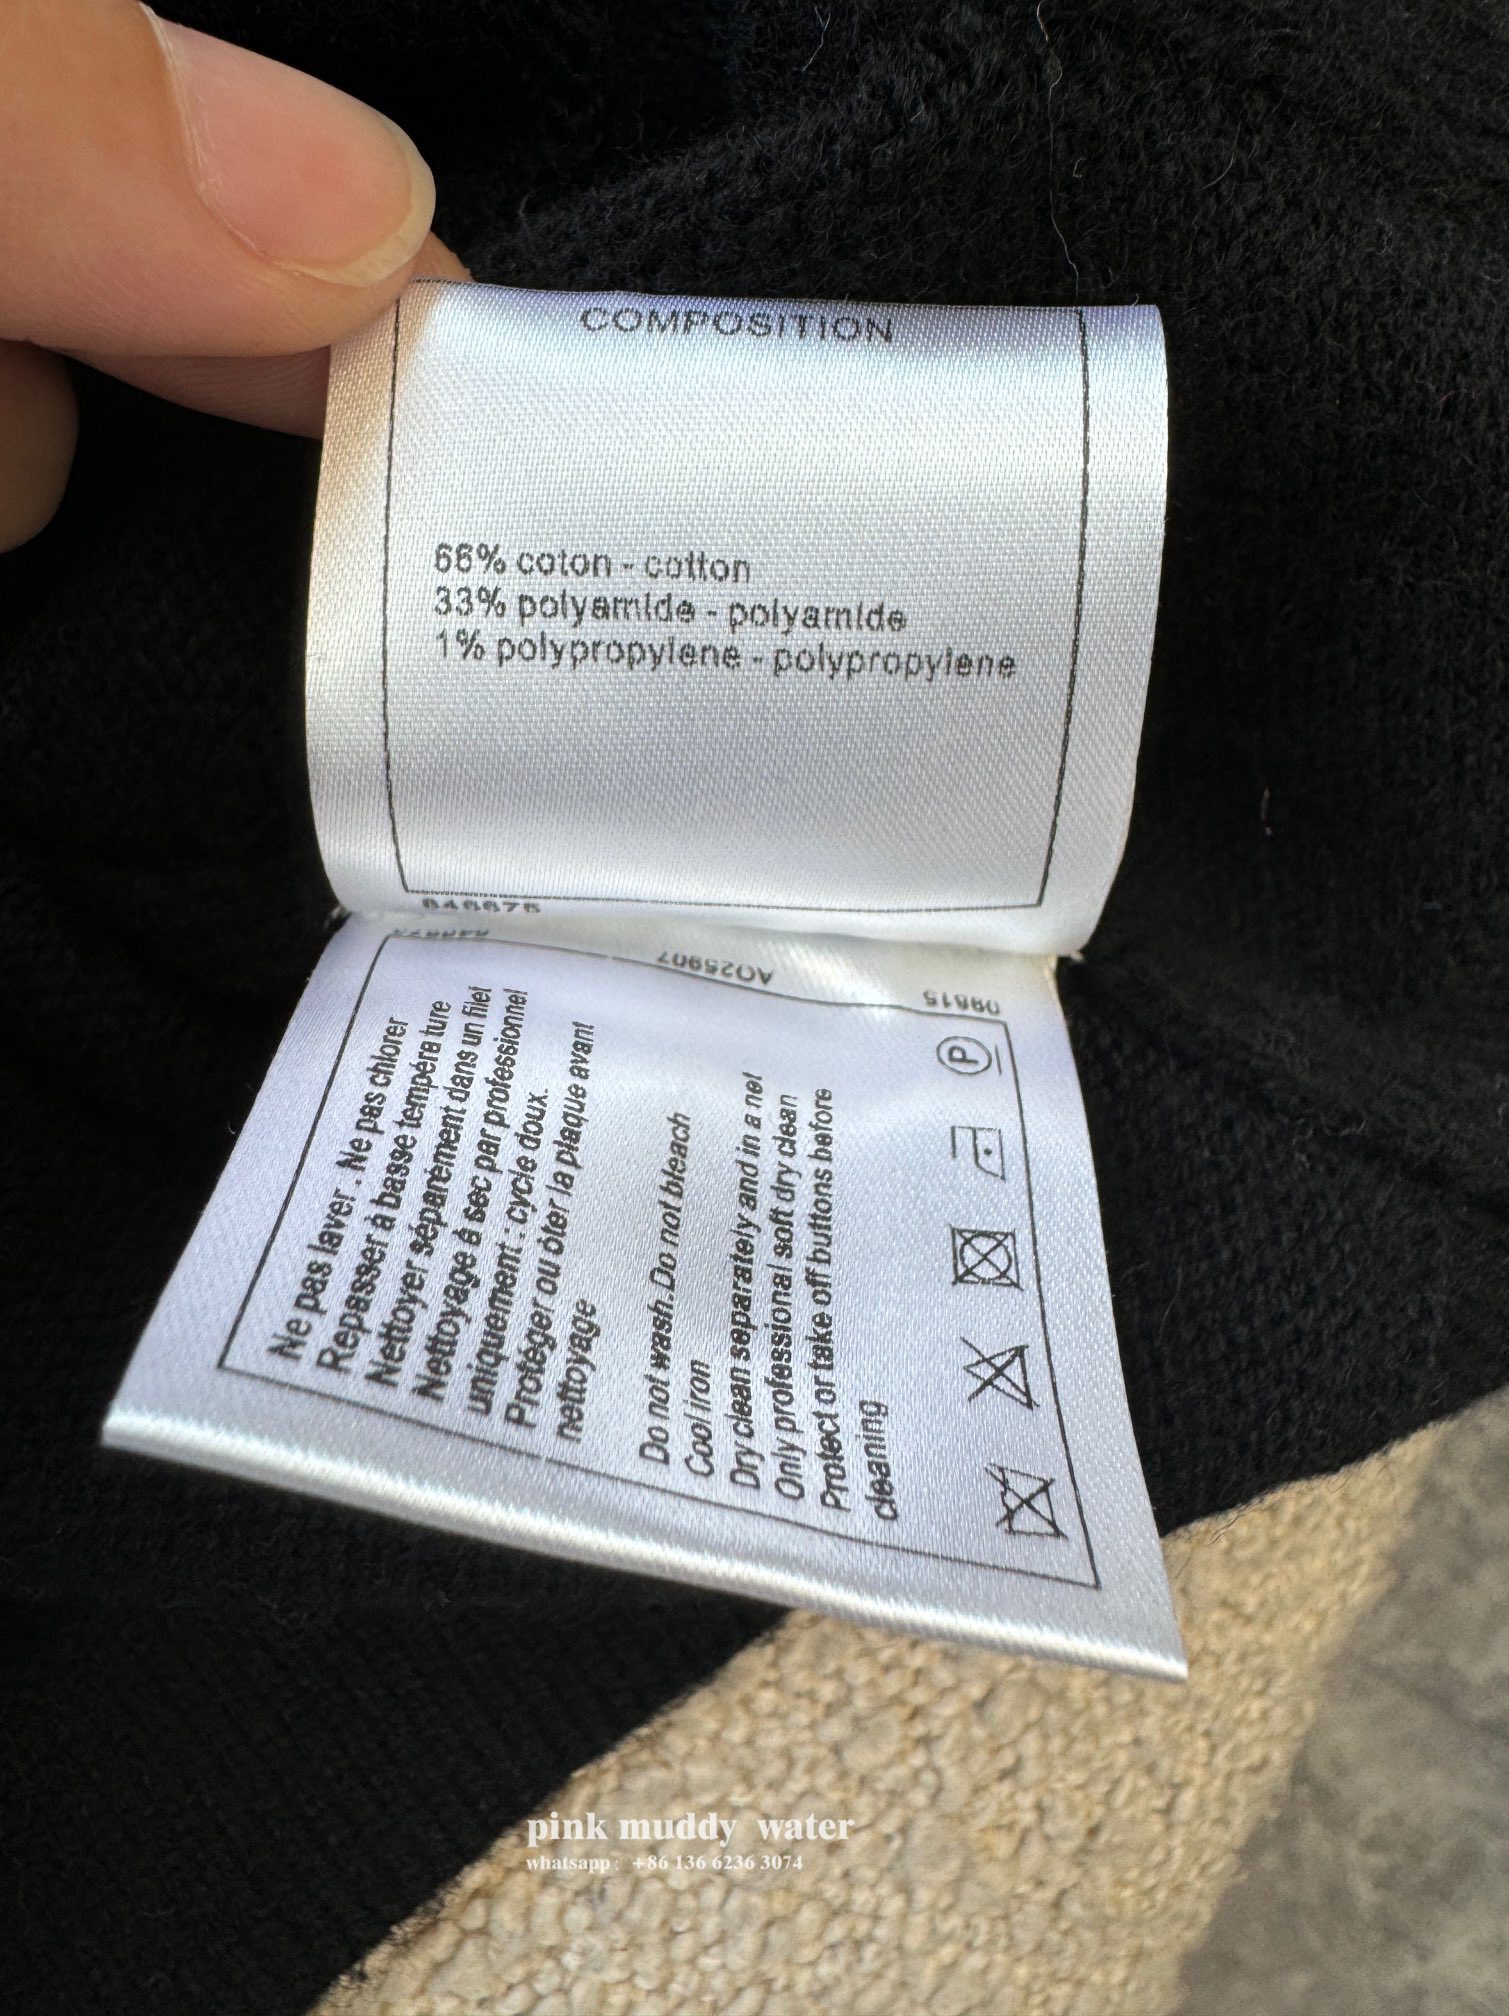 COMPOSITION
66% coton - cotton
33% polyamide - polyamide
1% polypropylene - polypropylene
AO25907
Ne pas laver . Ne pas chlorer
Repasser à basse tempéra ture
Nettoyer séparément dans un filet
Nettoyage à sec par professionnel
uniquement : cycle doux.
Protéger ou ôter la plaque avant
nettoyage
Do not wash.Do not bleach
Cool iron
Dry clean separately and in a net
Only professional soft dry clean
Protect or take off buttons before
cleaning
P
pink muddy water
whatsapp: +86 136 6236 3074